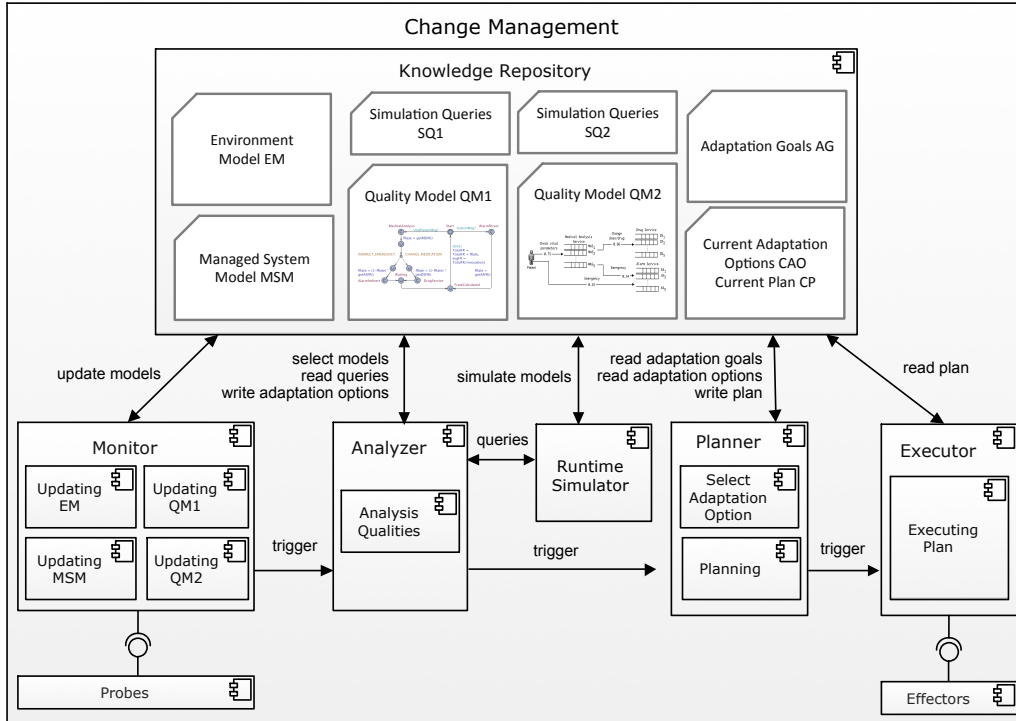 Change Management
Knowledge Repository
Environment
Model EM
Simulation Queries
SQ1
Simulation Queries
SQ2
Adaptation Goals AG
Managed System
Model MSM
Quality Model QM1
Quality Model QM2
Current Adaptation
Options CAO
Current Plan CP
update models
select models
read queries
write adaptation options
simulate models
read adaptation goals
read adaptation options
write plan
read plan
Monitor
Updating
EM
Updating
QM1
Updating
MSM
Updating
QM2
trigger
Analyzer
Analysis
Qualities
queries
Runtime
Simulator
trigger
Planner
Select
Adaptation
Option
Planning
trigger
Executor
Executing
Plan
Probes
Effectors